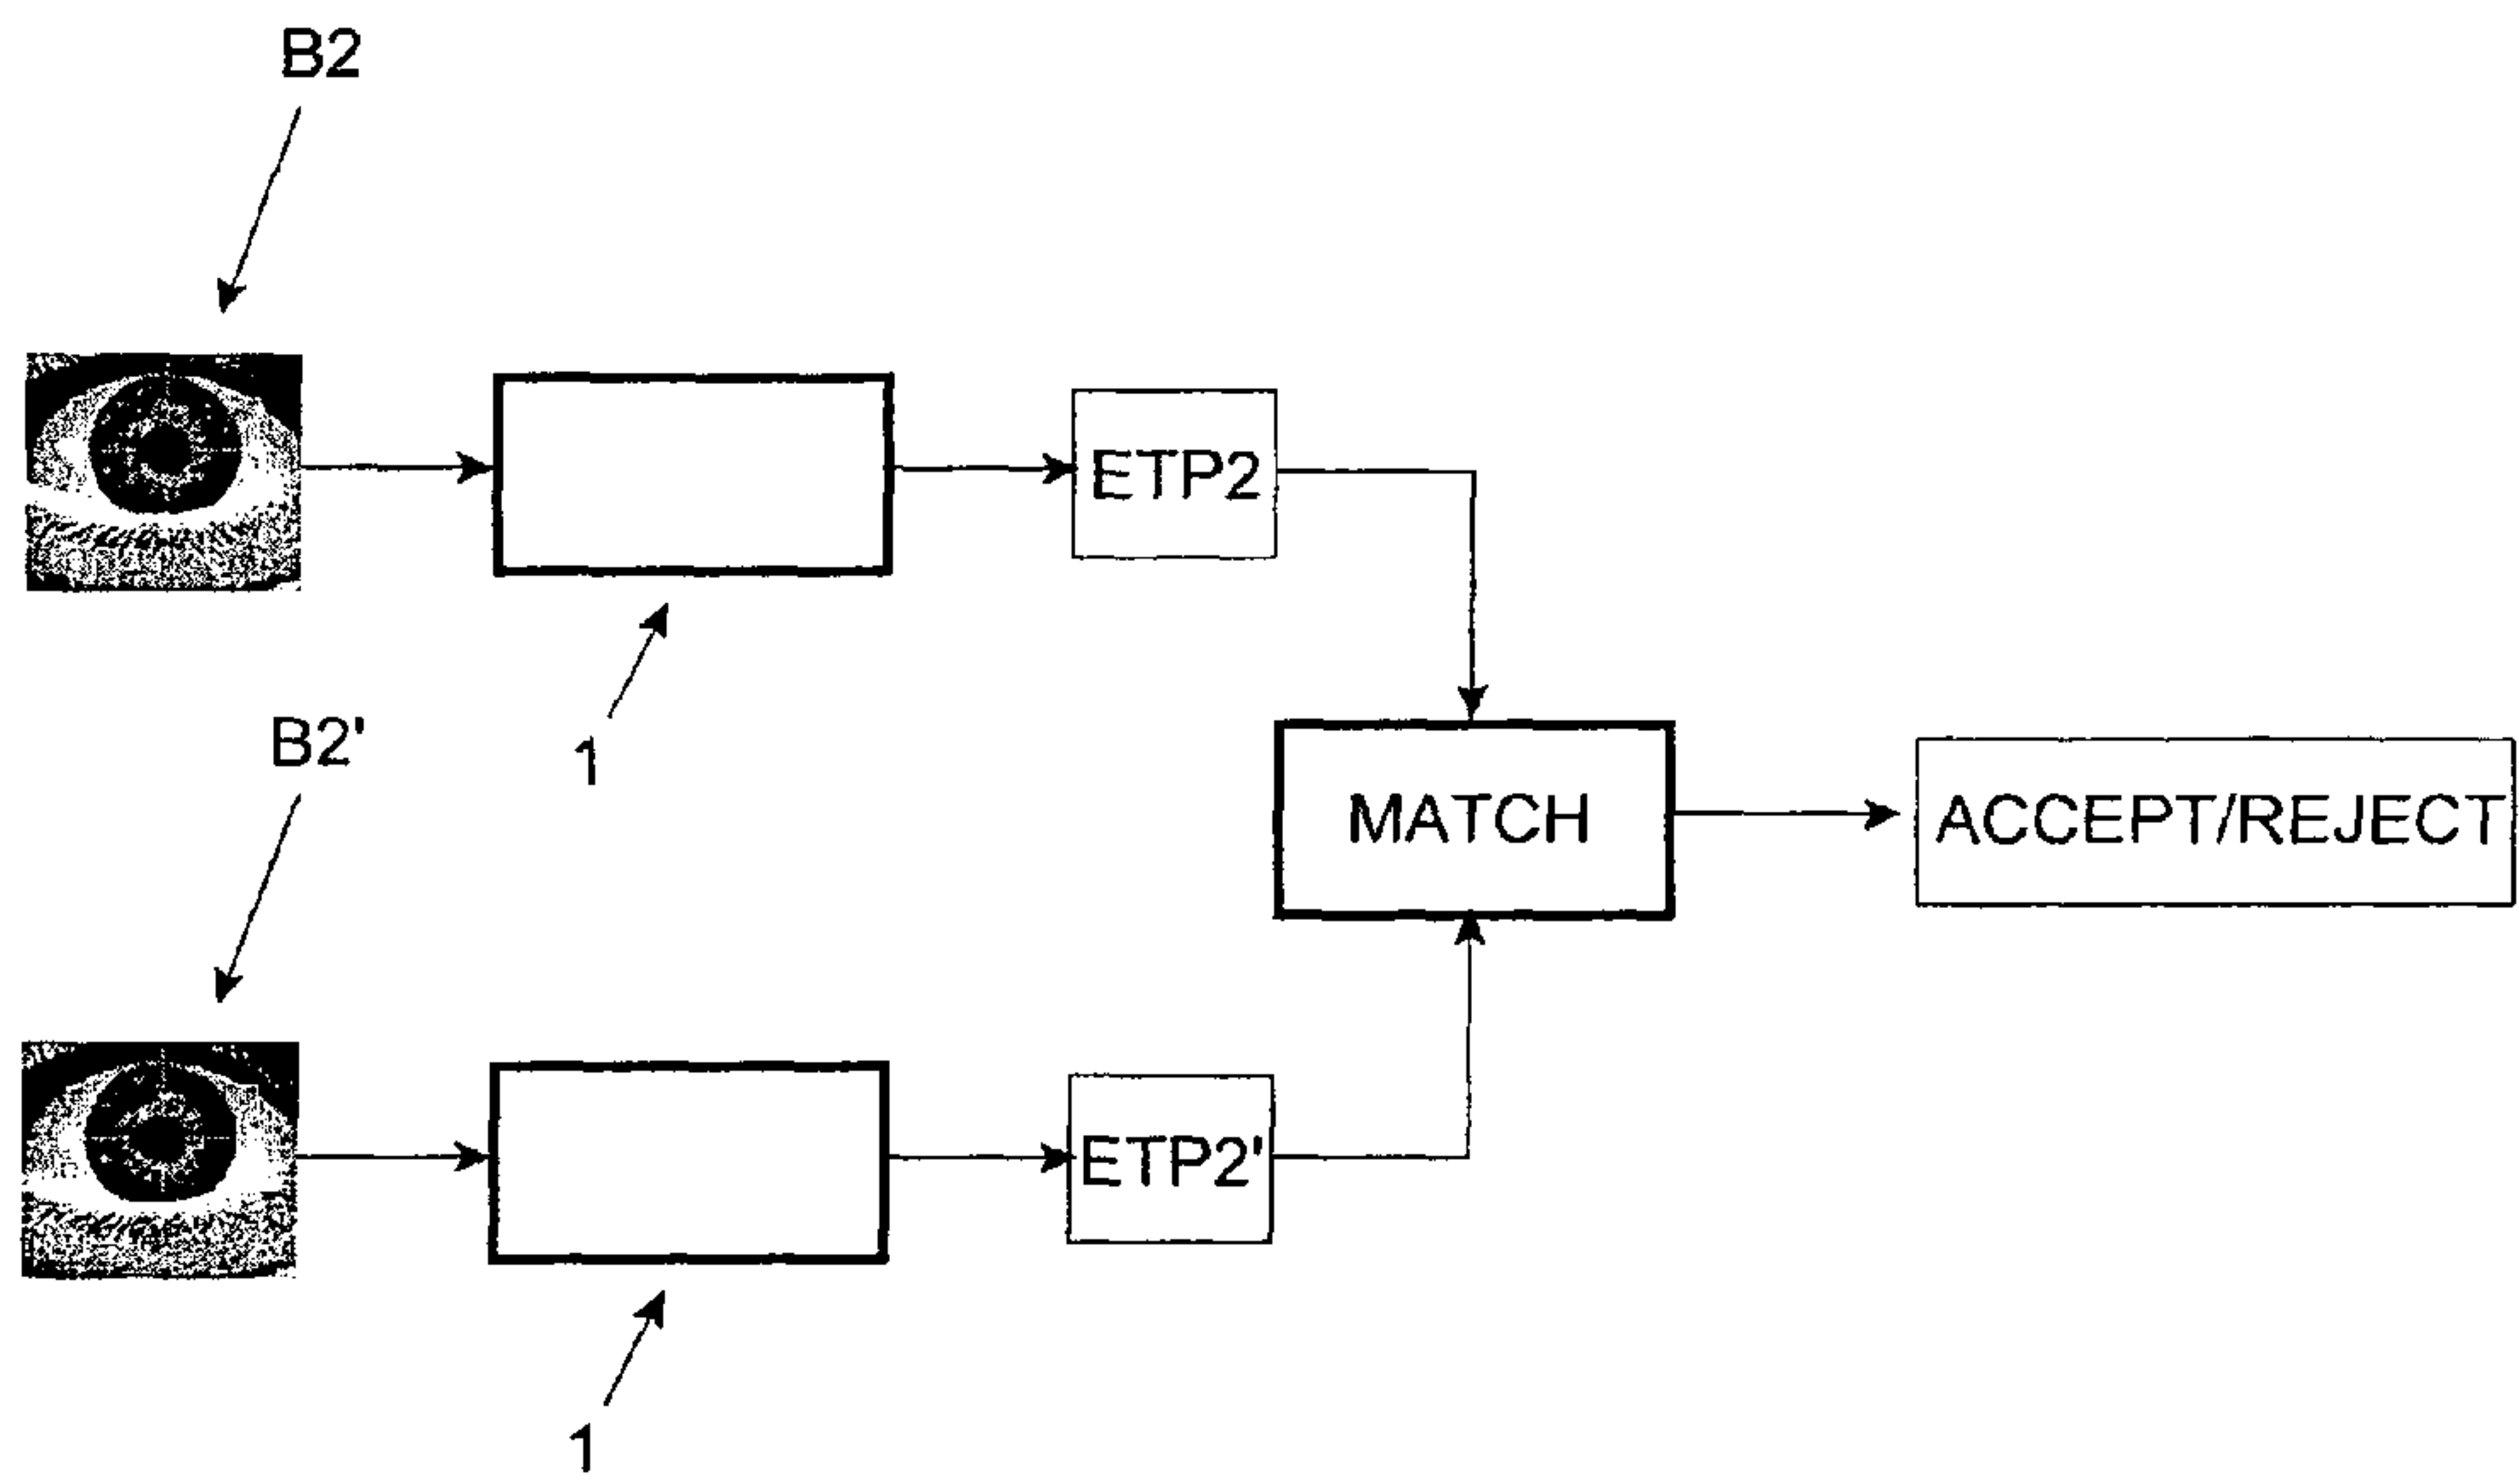 B2
ETP2
1
B2'
MATCH
ACCEPT/REJECT
ETP2'
1